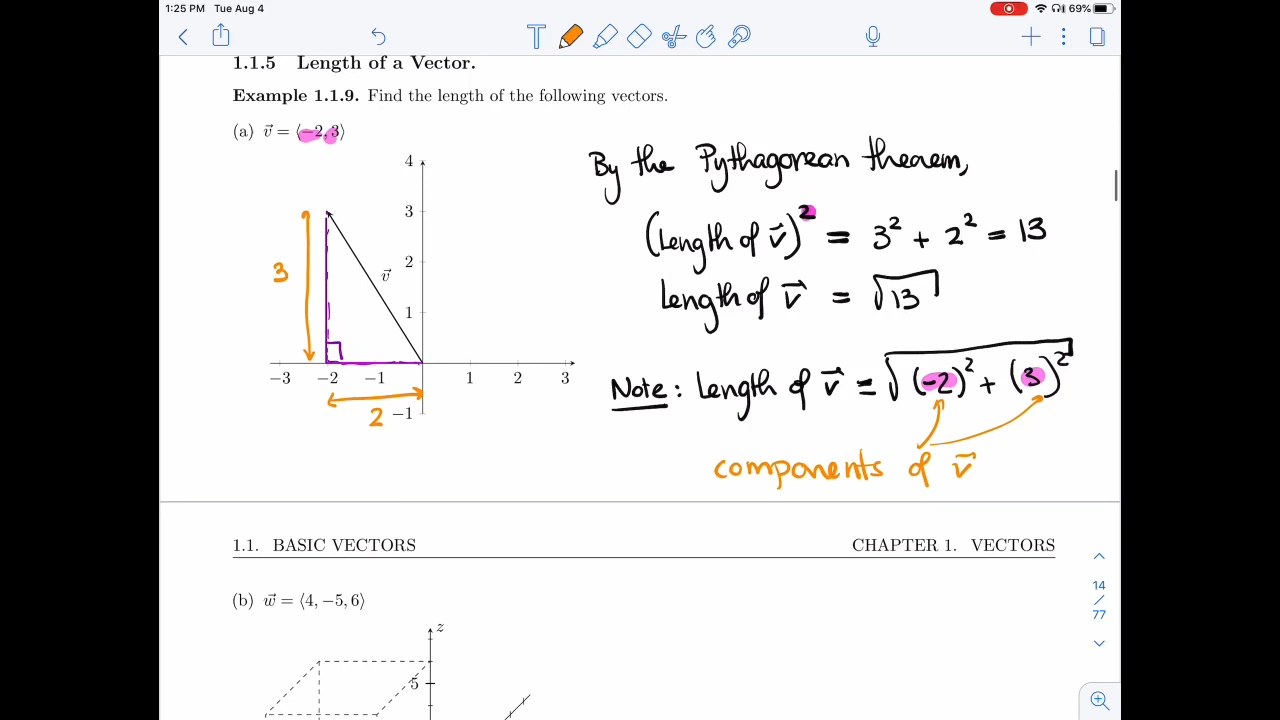 1:25 PM Tue Aug 4 69%
T
1.1.5 Length of a Vector.
Example 1.1.9. Find the length of the following vectors.
(a) v⃗ = ⟨−2, 3⟩
By the Pythagorean theorem,
(Length of v⃗)² = 3² + 2² = 13
Length of v⃗ = √13
Note: Length of v⃗ = √((-2)² + (3)²)
components of v⃗
4
3
2
1
v⃗
3
−3 −2 −1 1 2 3
2
−1
1.1. BASIC VECTORS CHAPTER 1. VECTORS
(b) w⃗ = ⟨4, −5, 6⟩
z
5
14
/
77